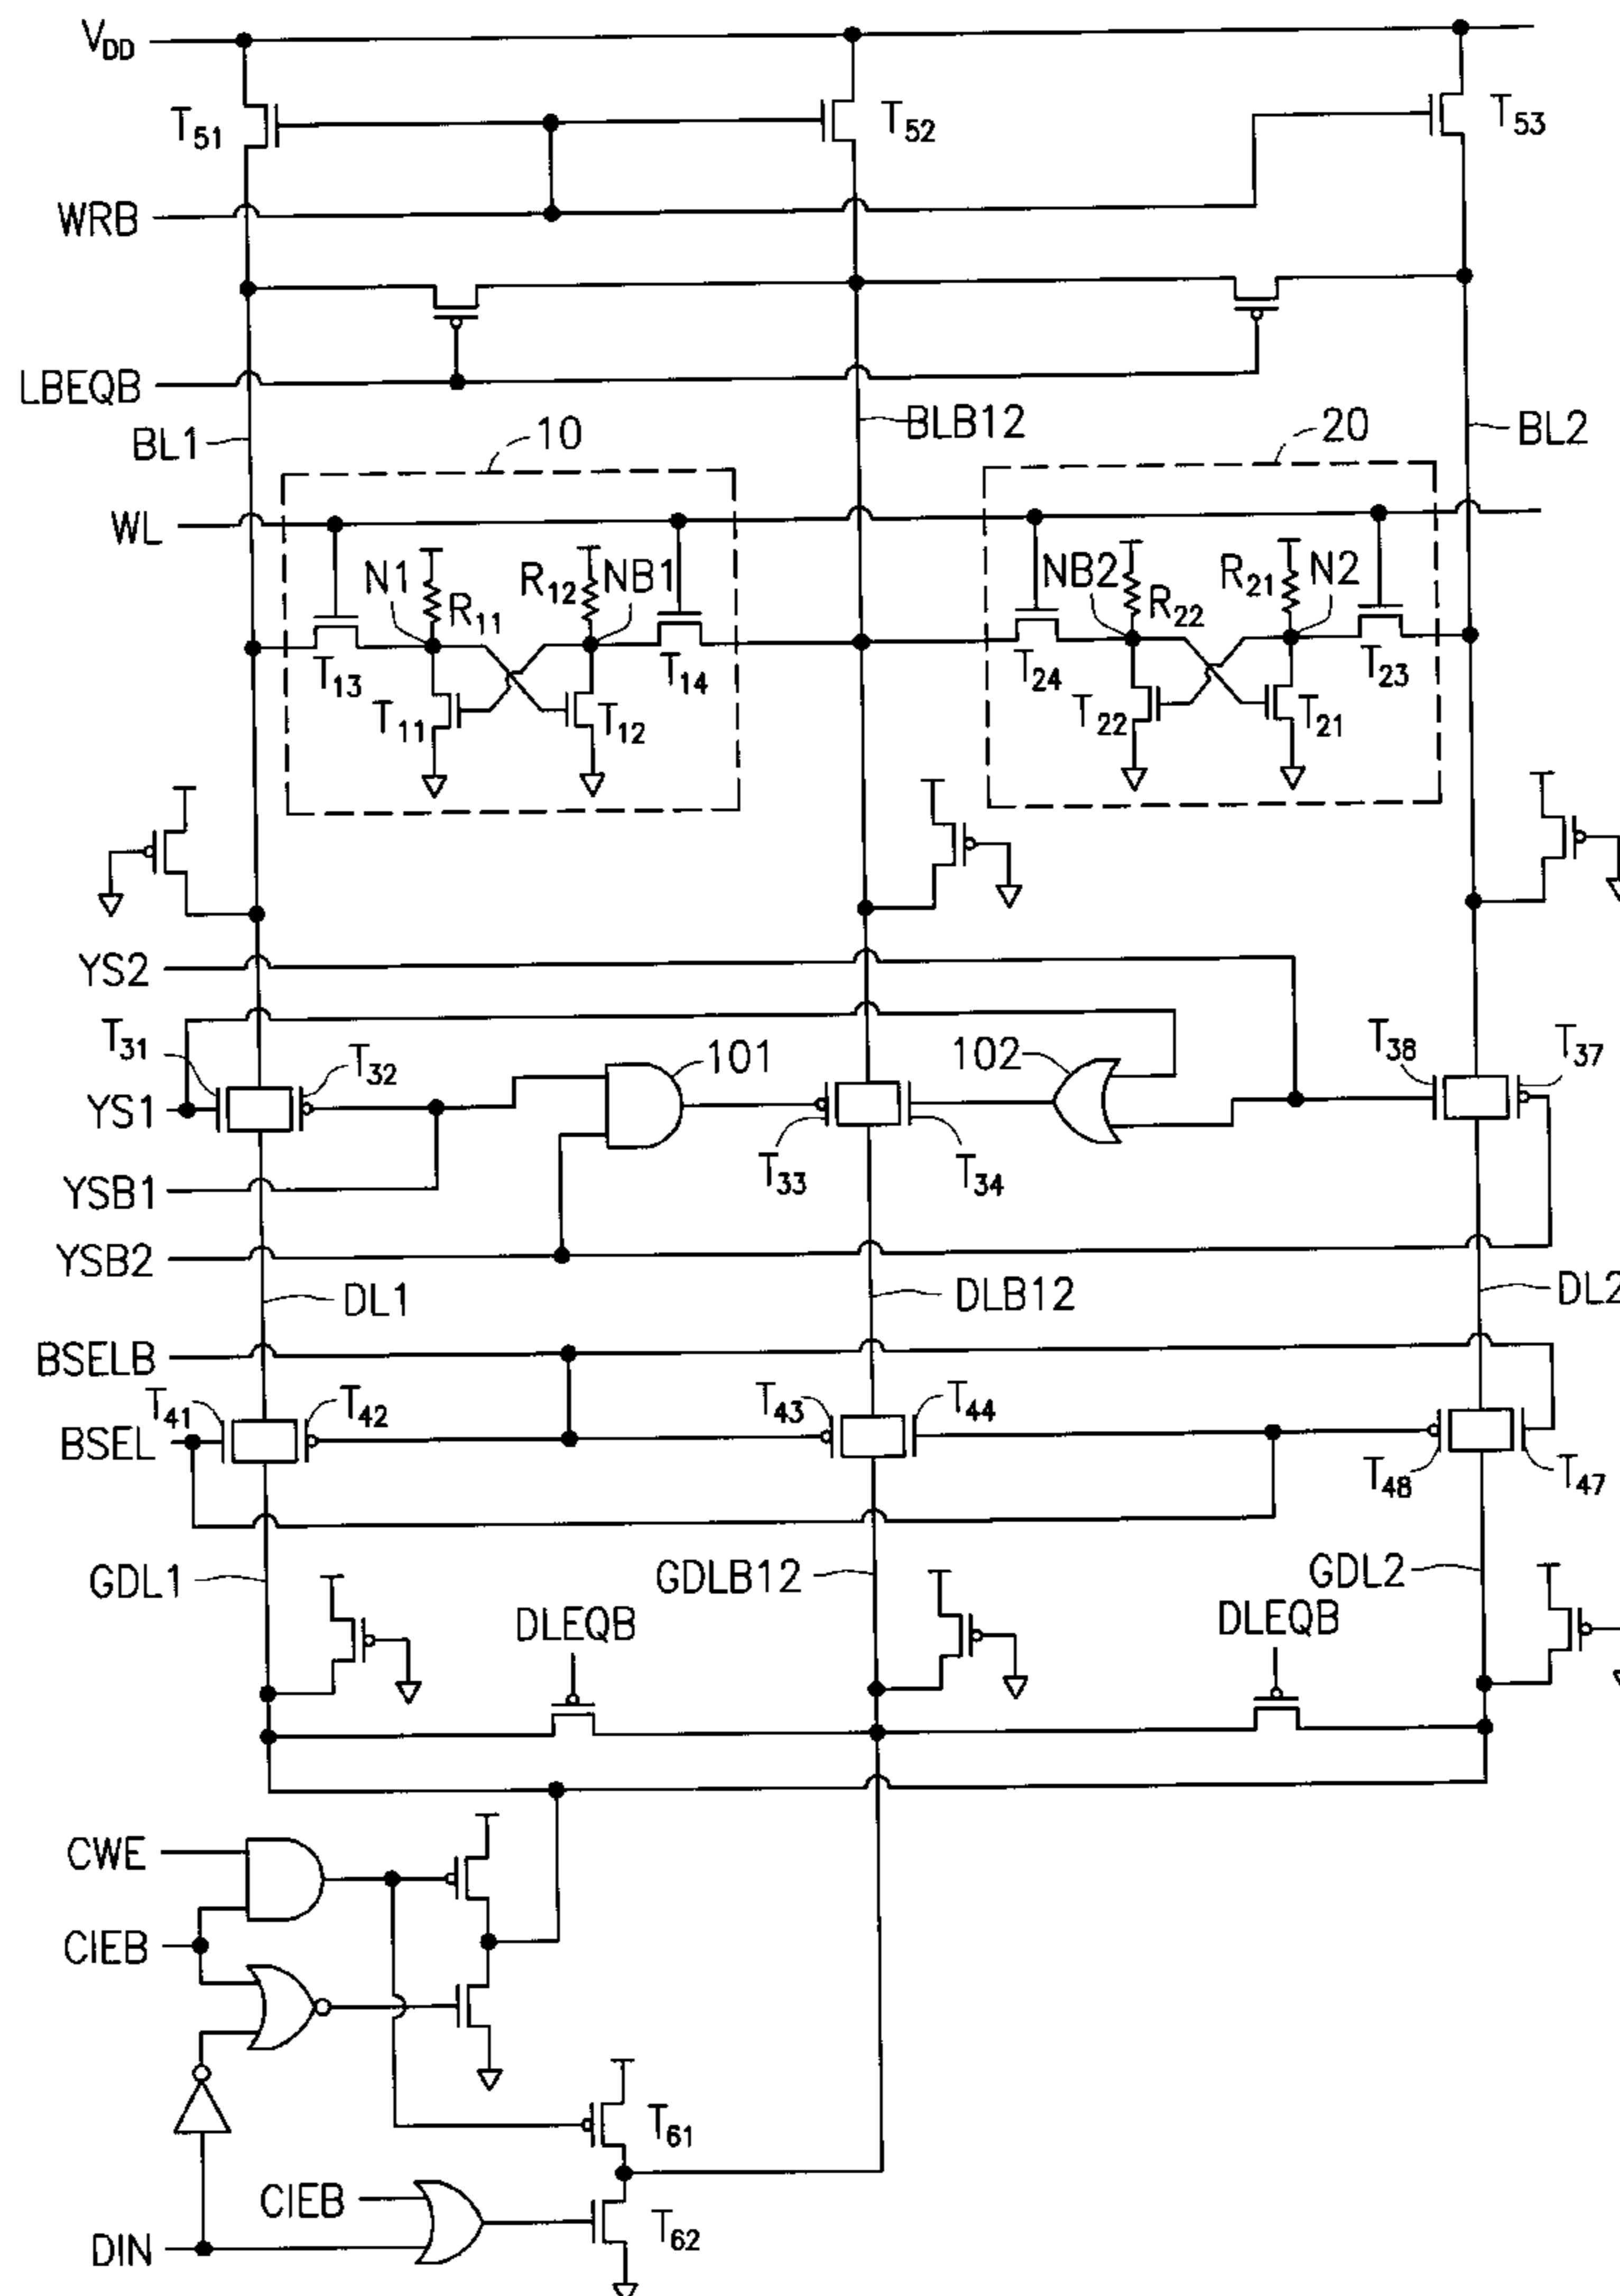 VDD
T51
T52
T53
WRB
LBEQB
BL1
10
BLB12
20
BL2
WL
N1
R11
R12
NB1
NB2
R22
R21
N2
T13
T11
T12
T14
T24
T22
T21
T23
YS2
T31
T32
101
102
T38
T37
YS1
T33
T34
YSB1
YSB2
DL1
DLB12
DL2
BSELB
T41
T42
T43
T44
BSEL
T48
T47
GDL1
GDLB12
GDL2
DLEQB
DLEQB
CWE
CIEB
T61
CIEB
T62
DIN